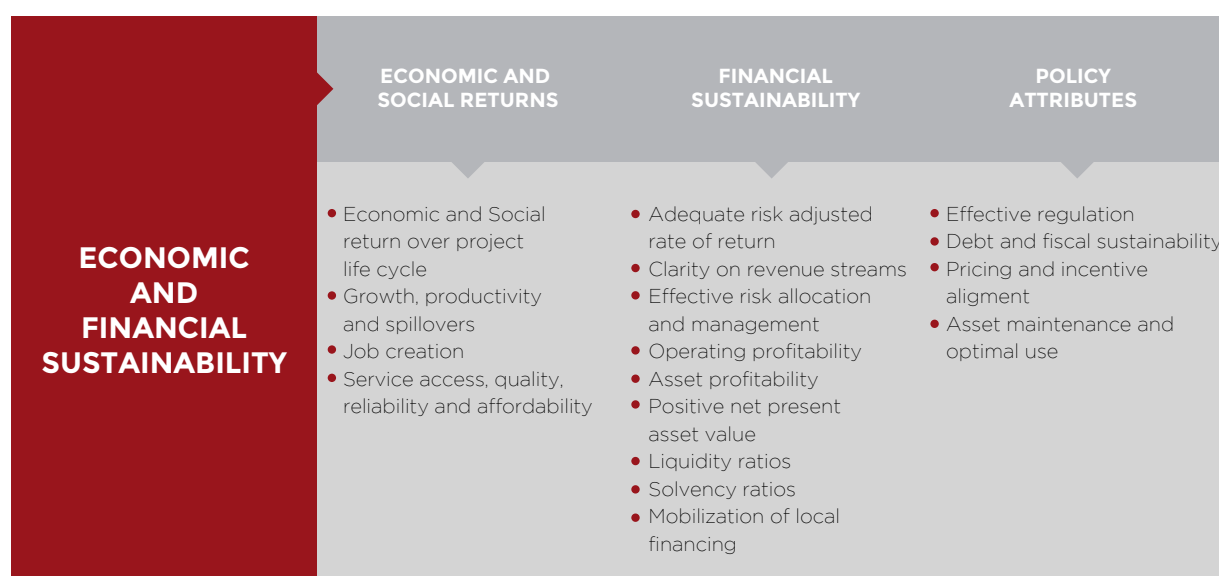 ECONOMIC
AND
FINANCIAL
SUSTAINABILITY
ECONOMIC AND
SOCIAL RETURNS
Economic and Social
return over project
life cycle
Growth, productivity
and spillovers
Job creation
Service access, quality,
reliability and affordability
FINANCIAL
SUSTAINABILITY
Adequate risk adjusted
rate of return
Clarity on revenue streams
Effective risk allocation
and management
Operating profitability
Asset profitability
Positive net present
asset value
Liquidity ratios
Solvency ratios
Mobilization of local
financing
POLICY
ATTRIBUTES
Effective regulation
Debt and fiscal sustainability
Pricing and incentive
aligment
Asset maintenance and
optimal use